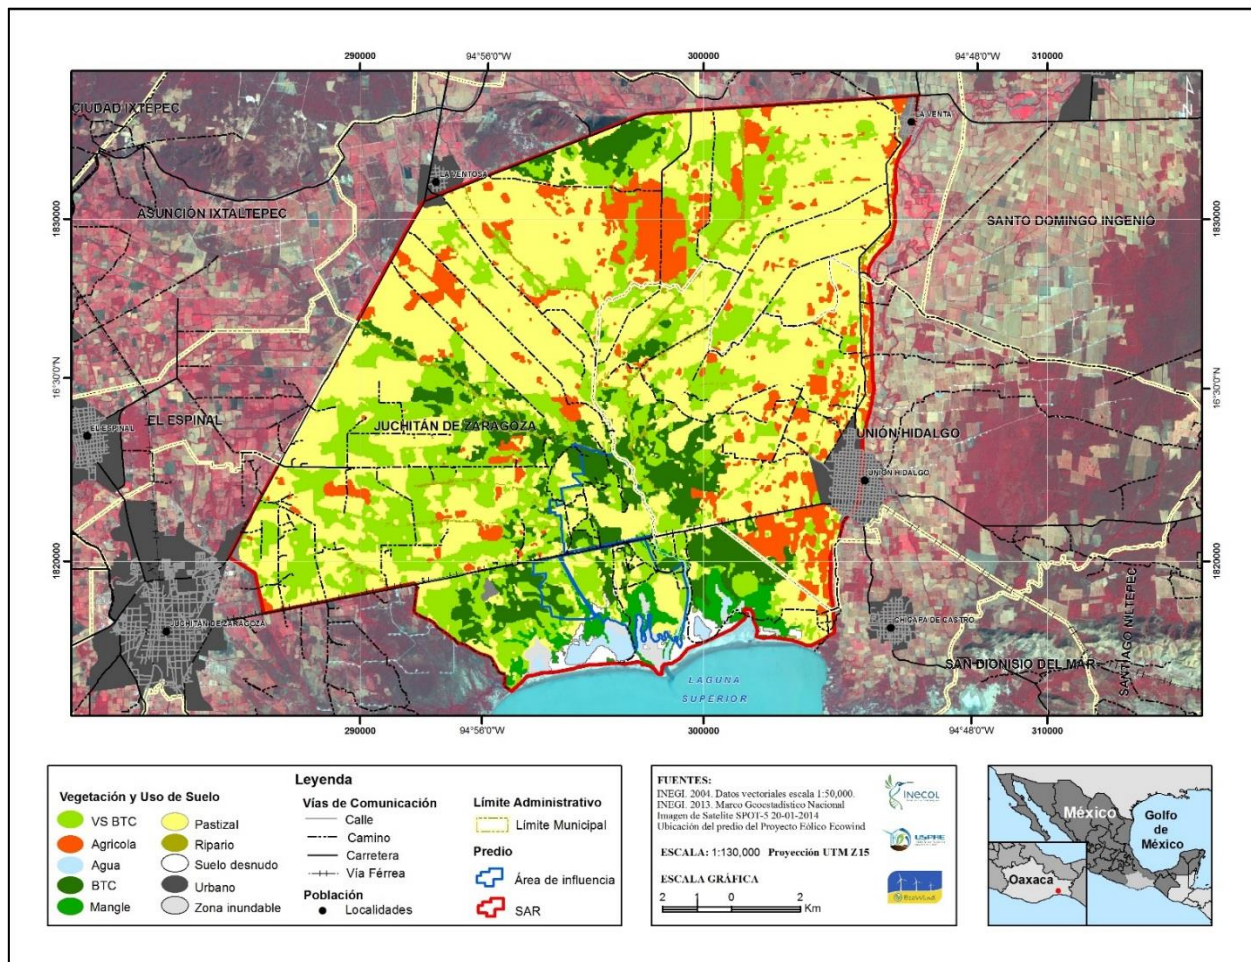 290000
94°56'0"W
300000
94°48'0"W
310000
CIUDAD IXTEPEC
LA VENTA
LA VENTOSA
ASUNCIÓN IXTALTEPEC
SANTO DOMINGO INGENIO
1830000
1830000
16°30'0"N
16°30'0"N
EL ESPINAL
EL ESPINAL
JUCHITÁN DE ZARAGOZA
UNIÓN HIDALGO
UNIÓN HIDALGO
1820000
1820000
JUCHITÁN DE ZARAGOZA
CHICAPA DE CASTRO
SAN DIONISIO DEL MAR
SANTIAGO NILTEPEC
LAGUNA
SUPERIOR
290000
94°56'0"W
300000
94°48'0"W
310000
Leyenda
Vegetación y Uso de Suelo
VS BTC
Agricola
Agua
BTC
Mangle
Pastizal
Ripario
Suelo desnudo
Urbano
Zona inundable
Vías de Comunicación
Calle
Camino
Carretera
Vía Férrea
Población
Localidades
Límite Administrativo
Límite Municipal
Predio
Área de influencia
SAR
FUENTES:
INEGI. 2004. Datos vectoriales escala 1:50,000.
INEGI. 2013. Marco Geoestadistico Nacional
Imagen de Satelite SPOT-5 20-01-2014
Ubicación del predio del Proyecto Eólico Ecowind
ESCALA: 1:130,000 Proyección UTM Z15
ESCALA GRÁFICA
2 1 0 2
Km
INECOL
USPAE
ecowind
México
Golfo
de
México
Oaxaca